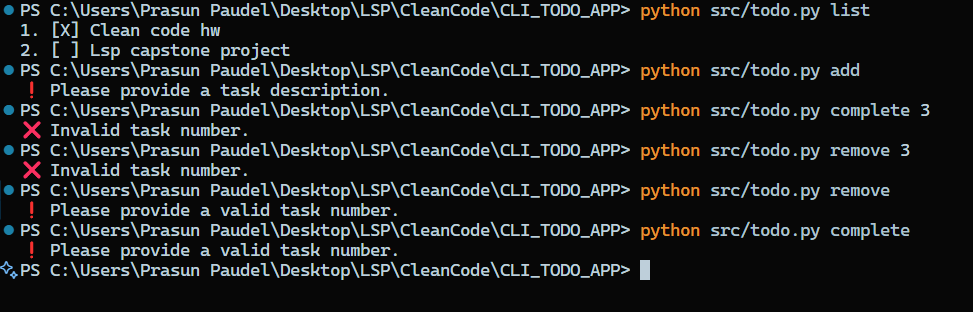 PS C:\Users\Prasun Paudel\Desktop\LSP\CleanCode\CLI_TODO_APP> python src/todo.py list
1. [X] Clean code hw
2. [ ] Lsp capstone project
PS C:\Users\Prasun Paudel\Desktop\LSP\CleanCode\CLI_TODO_APP> python src/todo.py add
❗ Please provide a task description.
PS C:\Users\Prasun Paudel\Desktop\LSP\CleanCode\CLI_TODO_APP> python src/todo.py complete 3
❌ Invalid task number.
PS C:\Users\Prasun Paudel\Desktop\LSP\CleanCode\CLI_TODO_APP> python src/todo.py remove 3
❌ Invalid task number.
PS C:\Users\Prasun Paudel\Desktop\LSP\CleanCode\CLI_TODO_APP> python src/todo.py remove
❗ Please provide a valid task number.
PS C:\Users\Prasun Paudel\Desktop\LSP\CleanCode\CLI_TODO_APP> python src/todo.py complete
❗ Please provide a valid task number.
PS C:\Users\Prasun Paudel\Desktop\LSP\CleanCode\CLI_TODO_APP>